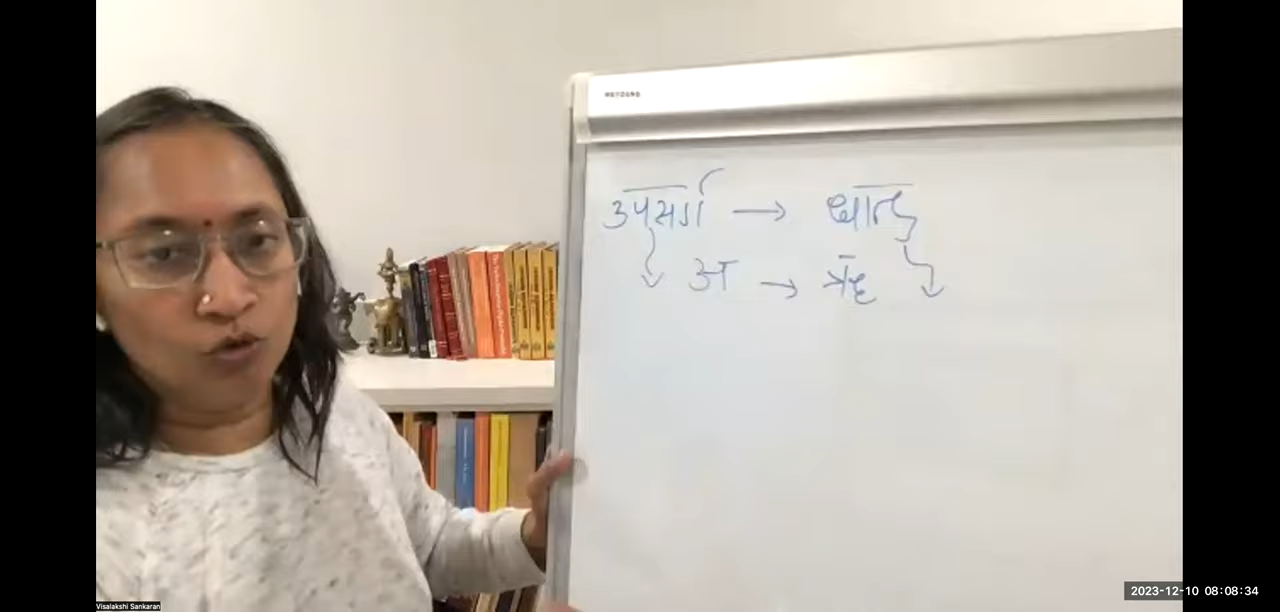 उपसर्ग → धातु
अ →
Visalakshi Sankaran
2023-12-10 08:08:34